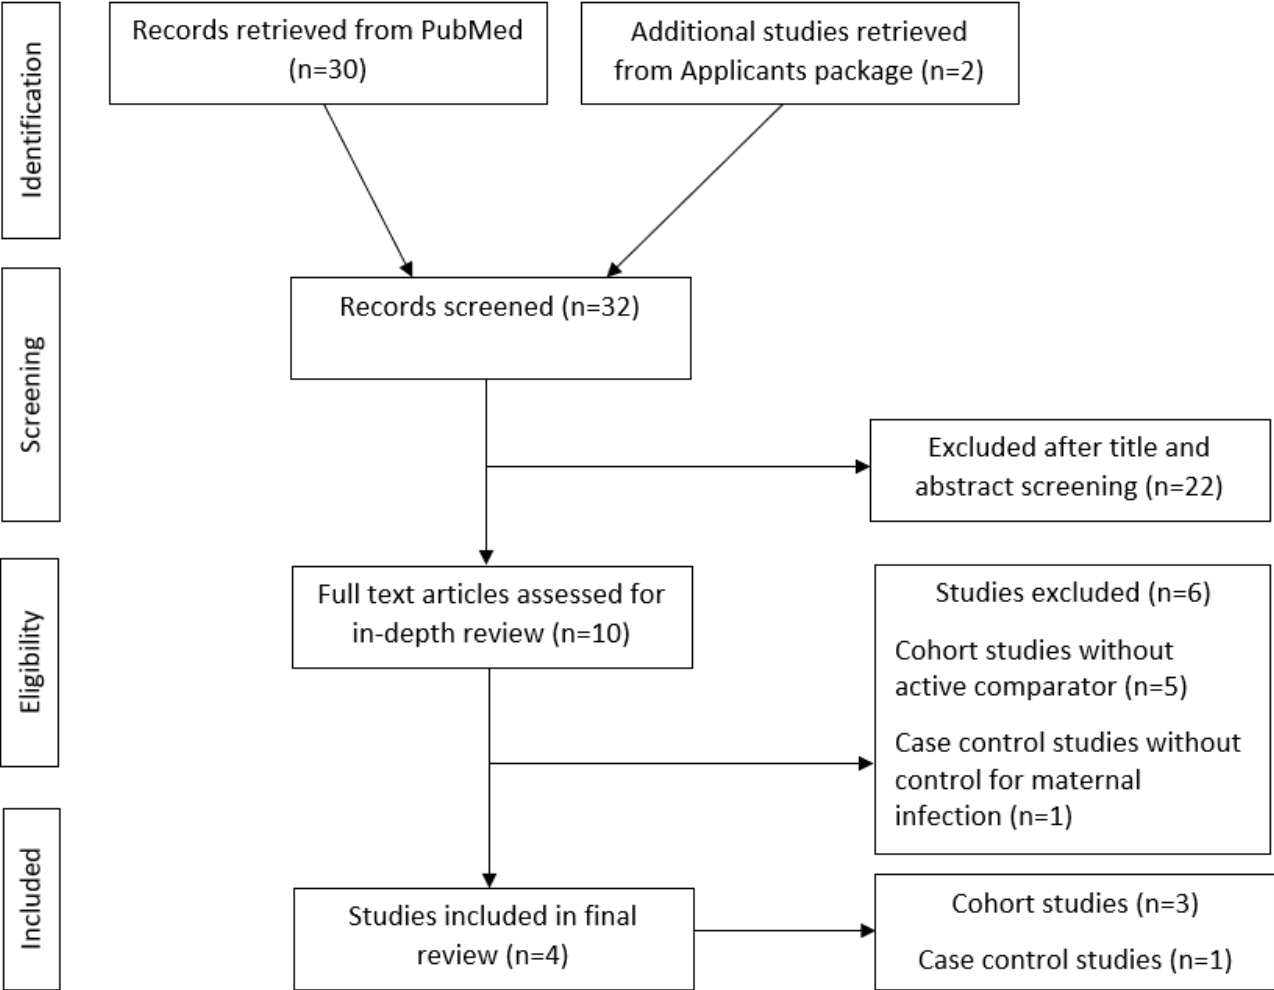 Identification
Records retrieved from PubMed
(n=30)
Additional studies retrieved
from Applicants package (n=2)
Screening
Records screened (n=32)
Excluded after title and
abstract screening (n=22)
Eligibility
Full text articles assessed for
in-depth review (n=10)
Studies excluded (n=6)
Cohort studies without
active comparator (n=5)
Case control studies without
control for maternal
infection (n=1)
Included
Studies included in final
review (n=4)
Cohort studies (n=3)
Case control studies (n=1)